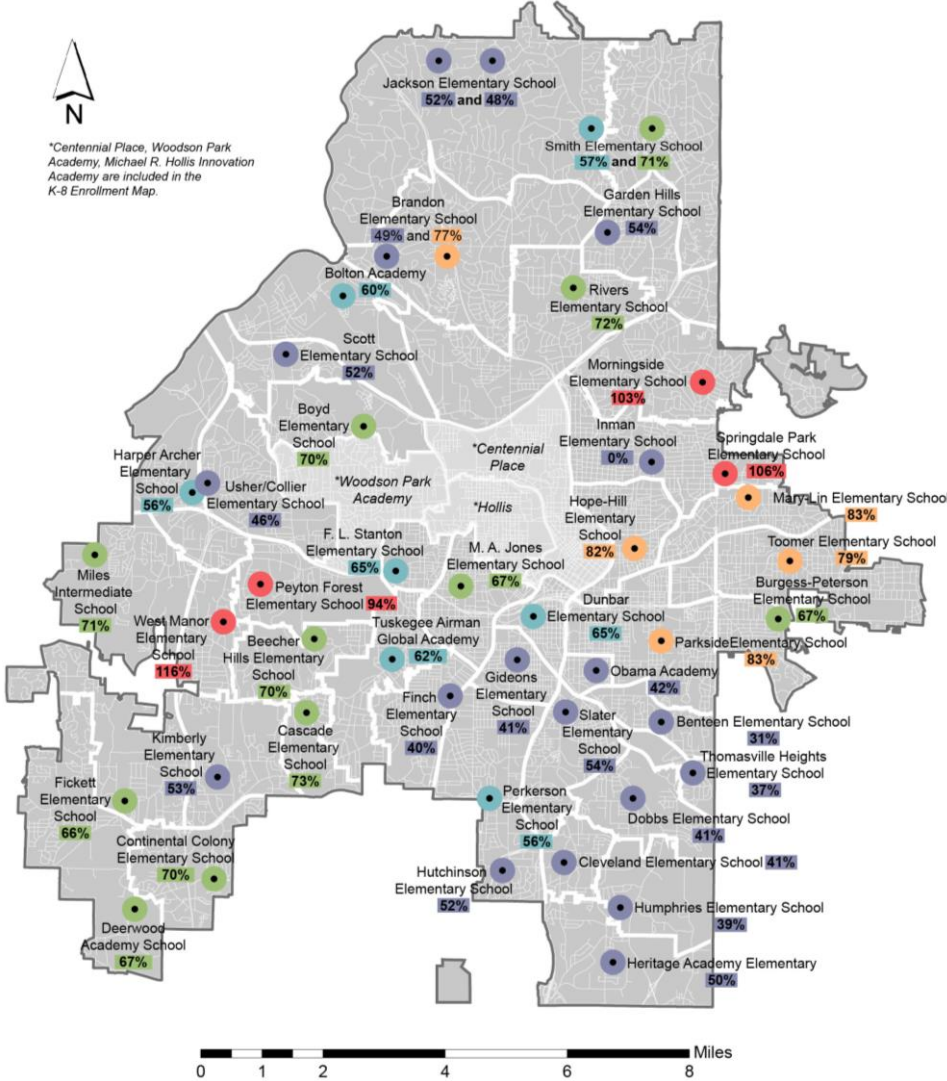 N
*Centennial Place, Woodson Park
Academy, Michael R. Hollis Innovation
Academy are included in the
K-8 Enrollment Map.
Jackson Elementary School
52% and 48%
Smith Elementary School
57% and 71%
Garden Hills
Elementary School
54%
Brandon
Elementary School
49% and 77%
Bolton Academy
60%
Rivers
Elementary School
72%
Scott
Elementary School
52%
Morningside
Elementary School
103%
Boyd
Elementary
School
70%
*Centennial
Place
Inman
Elementary School
0%
Springdale Park
Elementary School
106%
Harper Archer
Elementary
School
56%
Usher/Collier
Elementary School
46%
*Woodson Park
Academy
*Hollis
Hope-Hill
Elementary
School
82%
Mary-Lin Elementary School
83%
Toomer Elementary School
79%
F. L. Stanton
Elementary School
65%
M. A. Jones
Elementary School
67%
Miles
Intermediate
School
71%
Peyton Forest
Elementary School 94%
Burgess-Peterson
Elementary School
67%
West Manor
Elementary
School
116%
Beecher
Hills Elementary
School
70%
Tuskegee Airman
Global Academy
62%
Dunbar
Elementary School
65%
ParksideElementary School
83%
Obama Academy
42%
Gideons
Elementary
School
41%
Finch
Elementary
School
40%
Slater
Elementary
School
54%
Benteen Elementary School
31%
Cascade
Elementary
School
73%
Kimberly
Elementary
School
53%
Thomasville Heights
Elementary School
37%
Fickett
Elementary
School
66%
Perkerson
Elementary
School
56%
Dobbs Elementary School
41%
Continental Colony
Elementary School
70%
Cleveland Elementary School 41%
Hutchinson
Elementary School
52%
Humphries Elementary School
39%
Deerwood
Academy School
67%
Heritage Academy Elementary
50%
Miles
0 1 2 4 6 8